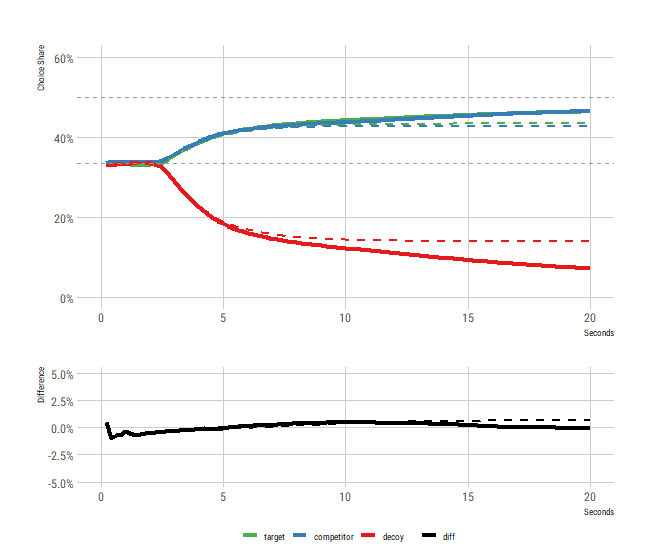 Choice Share
60%
40%
20%
0%
0 5 10 15 20
Seconds
Difference
5.0%
2.5%
0.0%
-2.5%
-5.0%
0 5 10 15 20
Seconds
target competitor decoy diff